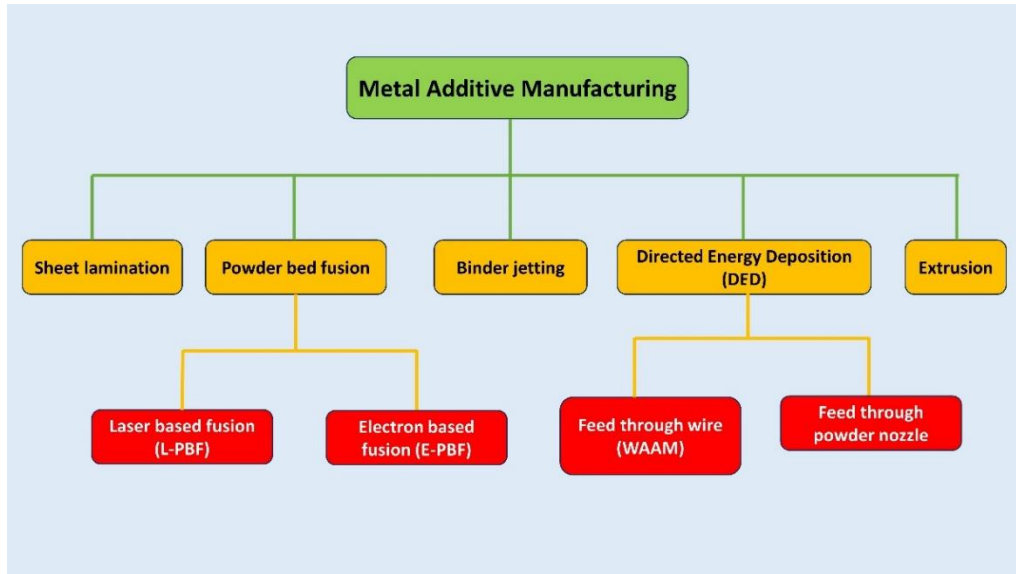 Metal Additive Manufacturing
Sheet lamination
Powder bed fusion
Binder jetting
Directed Energy Deposition
(DED)
Extrusion
Laser based fusion
(L-PBF)
Electron based
fusion (E-PBF)
Feed through wire
(WAAM)
Feed through
powder nozzle